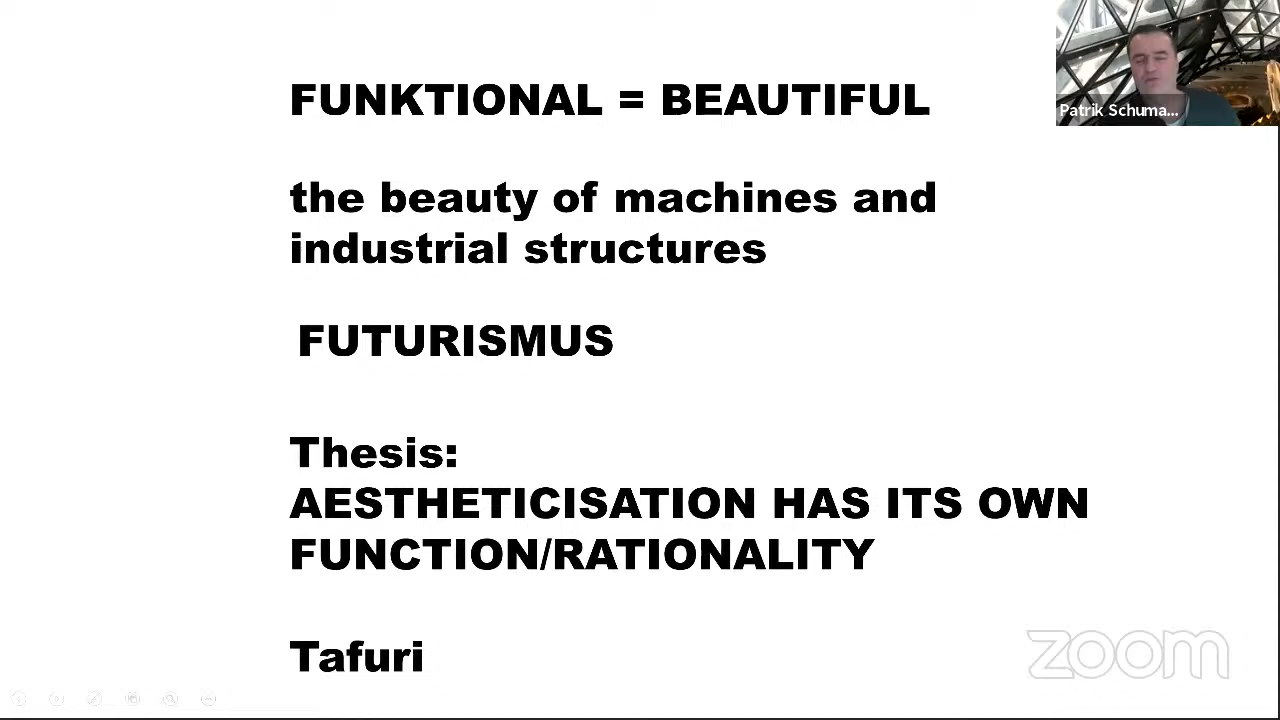 FUNKTIONAL = BEAUTIFUL
Patrik Schuma...
the beauty of machines and
industrial structures
FUTURISMUS
Thesis:
AESTHETICISATION HAS ITS OWN
FUNCTION/RATIONALITY
Tafuri
zoom